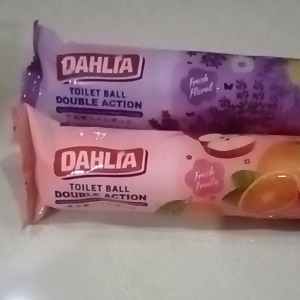 DAHLIA
TOILET BALL
DOUBLE ACTION
Fresh
Floral
DAHLIA
TOILET BALL
DOUBLE ACTION
Fresh
Fruity